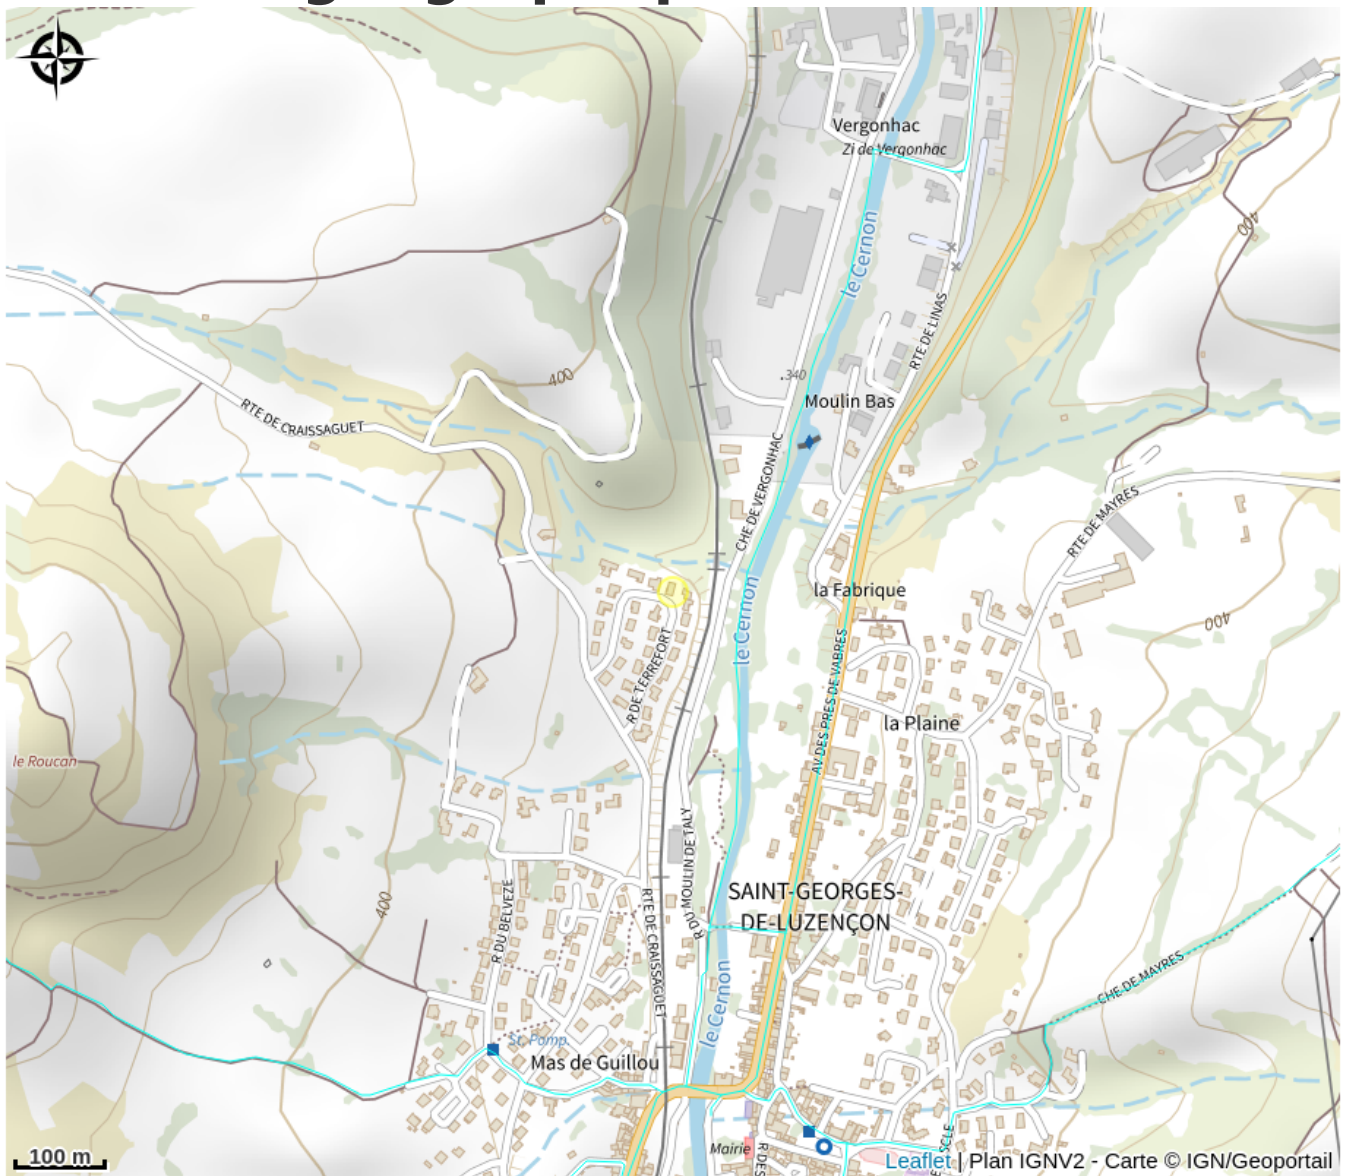 Vergonhac
Zi de Vergonhac
400
le Cernon
RTE DE LINAS
400
.340
Moulin Bas
RTE DE CRAISSAGUET
CHE DE VERGONHAC
RTE DE MAYRES
la Fabrique
le Cernon
400
R DE TERREFORT
AV DES PRES DE VABRES
la Plaine
le Roucan
R DU MOULIN DE TALY
SAINT-GEORGES-
DE-LUZENÇON
400
R DU BELVEZE
RTE DE CRAISSAGUET
CHE DE MAYRES
le Cernon
St. Pomp.
Mas de Guillou
Mairie
R DES
100 m
Leaflet | Plan IGNV2 - Carte © IGN/Geoportail